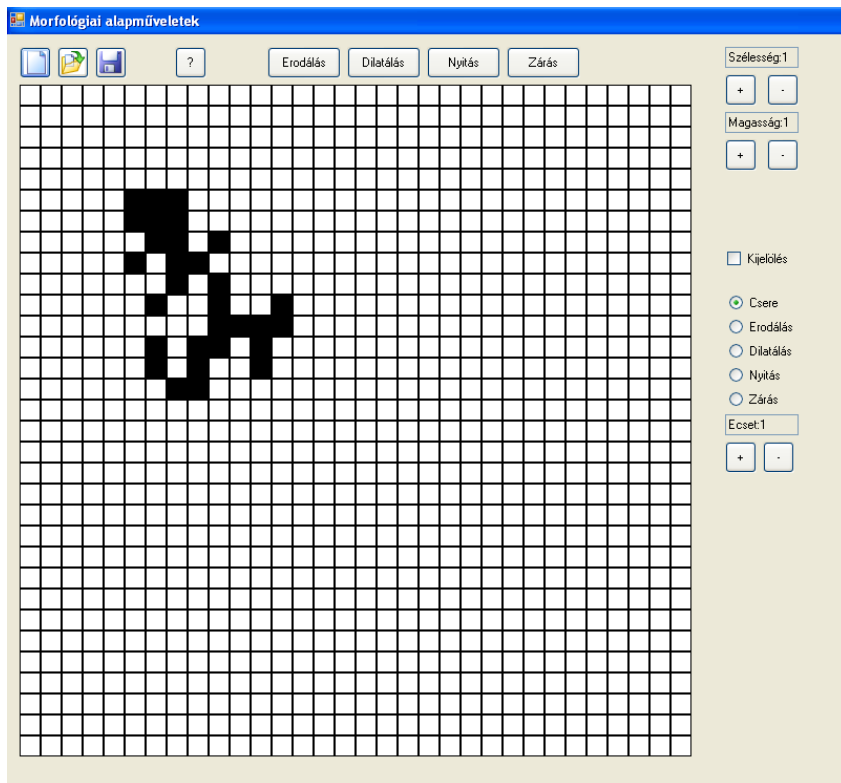 Morfológiai alapműveletek
? Erodálás Dilatálás Nyitás Zárás
Szélesség:1
+ -
Magasság:1
+ -
Kijelölés
Csere
Erodálás
Dilatálás
Nyitás
Zárás
Ecset:1
+ -